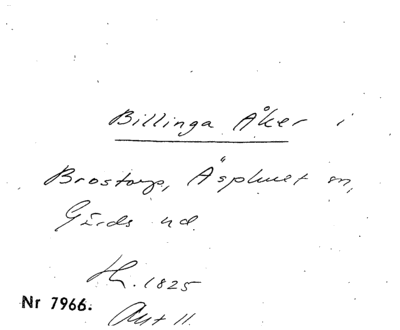 Billinga Åker i
Brostorp, Äsphult sn,
Gärds hd.
H. 1825
Nr 7966.
Akt 11.